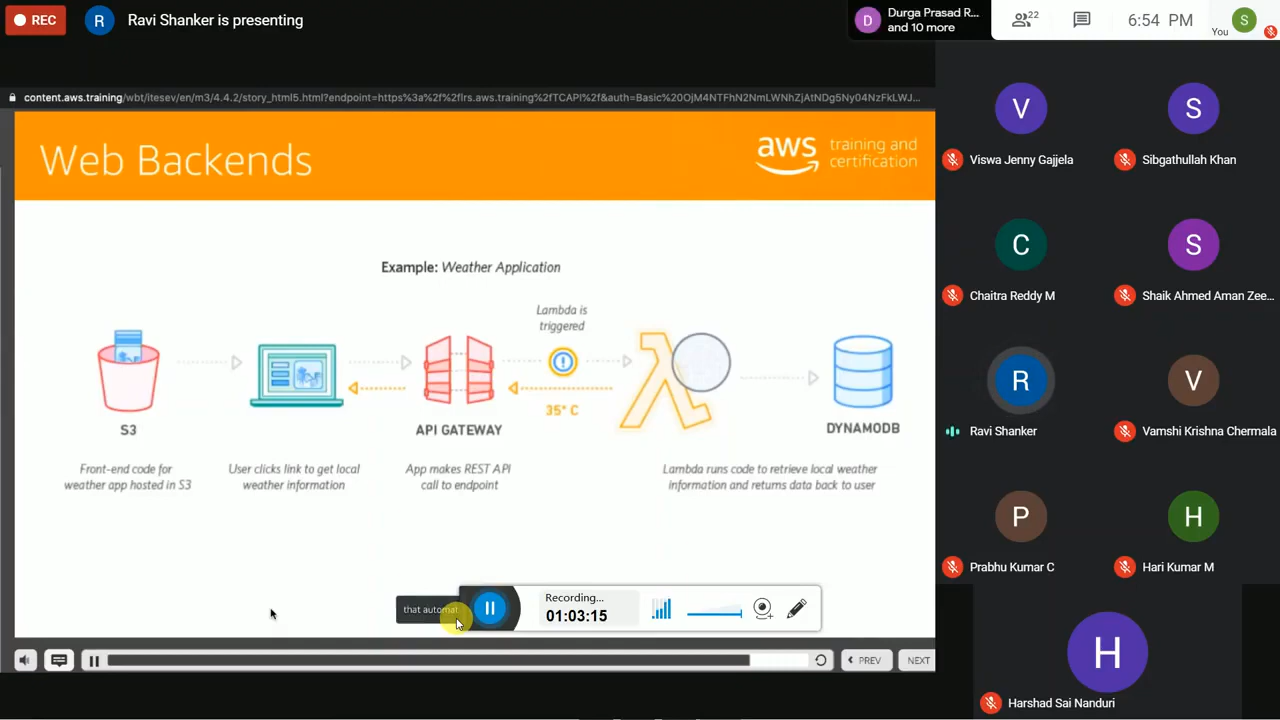 REC
R
Ravi Shanker is presenting
D
Durga Prasad R...
and 10 more
22
6:54 PM
You
S
content.aws.training/wbt/itesev/en/m3/4.4.2/story_html5.html?endpoint=https%3a%2f%2flrs.aws.training%2fTCAPI%2f&auth=Basic%20OjM4NTFhN2NmLWNhZjAtNDg5Ny04NzFkLWJ...
Web Backends
aws
training and
certification
Example: Weather Application
Lambda is
triggered
35° C
S3
API GATEWAY
DYNAMODB
Front-end code for
weather app hosted in S3
User clicks link to get local
weather information
App makes REST API
call to endpoint
Lambda runs code to retrieve local weather
information and returns data back to user
that automat
Recording...
01:03:15
PREV
NEXT
V
Viswa Jenny Gajjela
S
Sibgathullah Khan
C
Chaitra Reddy M
S
Shaik Ahmed Aman Zee...
R
Ravi Shanker
V
Vamshi Krishna Chermala
P
Prabhu Kumar C
H
Hari Kumar M
H
Harshad Sai Nanduri